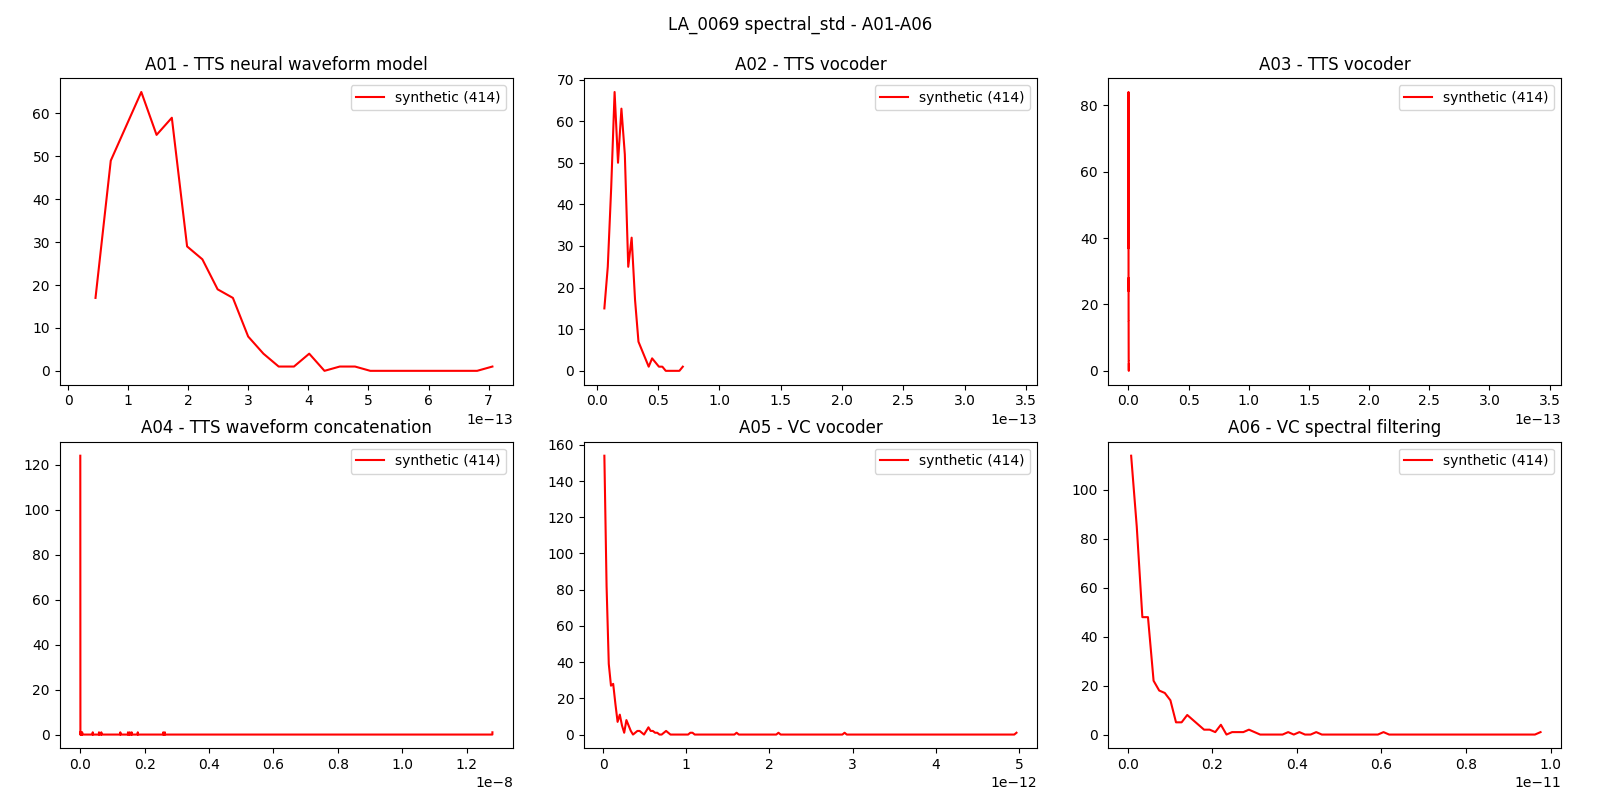 LA_0069 spectral_std - A01-A06
A01 - TTS neural waveform model
synthetic (414)
60
50
40
30
20
10
0
0 1 2 3 4 5 6 7
1e−13
A02 - TTS vocoder
synthetic (414)
70
60
50
40
30
20
10
0
0.0 0.5 1.0 1.5 2.0 2.5 3.0 3.5
1e−13
A03 - TTS vocoder
synthetic (414)
80
60
40
20
0
0.0 0.5 1.0 1.5 2.0 2.5 3.0 3.5
1e−13
A04 - TTS waveform concatenation
synthetic (414)
120
100
80
60
40
20
0
0.0 0.2 0.4 0.6 0.8 1.0 1.2
1e−8
A05 - VC vocoder
synthetic (414)
160
140
120
100
80
60
40
20
0
0 1 2 3 4 5
1e−12
A06 - VC spectral filtering
synthetic (414)
100
80
60
40
20
0
0.0 0.2 0.4 0.6 0.8 1.0
1e−11